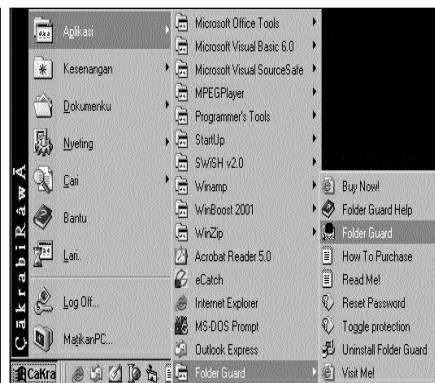 ÇakrabiRáwÂ
Aplikasi
Kesenangan
Dokumenku
Nyeting
Cari
Bantu
Lari..
Log Off...
MatikanPC...
CaKra
Microsoft Office Tools
Microsoft Visual Basic 6.0
Microsoft Visual SourceSafe
MPEGPlayer
Programmer's Tools
StartUp
SWiSH v2.0
Winamp
WinBoost 2001
WinZip
Acrobat Reader 5.0
eCatch
Internet Explorer
MS-DOS Prompt
Outlook Express
Folder Guard
Buy Now!
Folder Guard Help
Folder Guard
How To Purchase
Read Me!
Reset Password
Toggle protection
Uninstall Folder Guard
Visit Me!